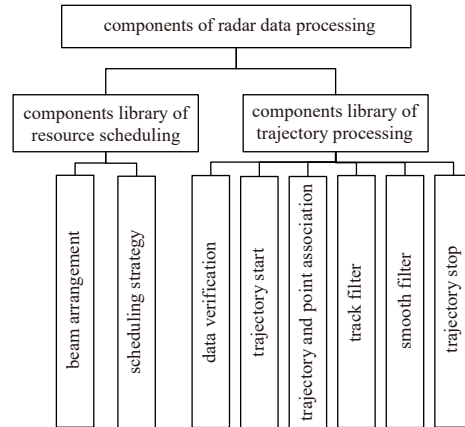 components of radar data processing
components library of
resource scheduling
components library of
trajectory processing
beam arrangement
scheduling strategy
data verification
trajectory start
trajectory and point association
track filter
smooth filter
trajectory stop